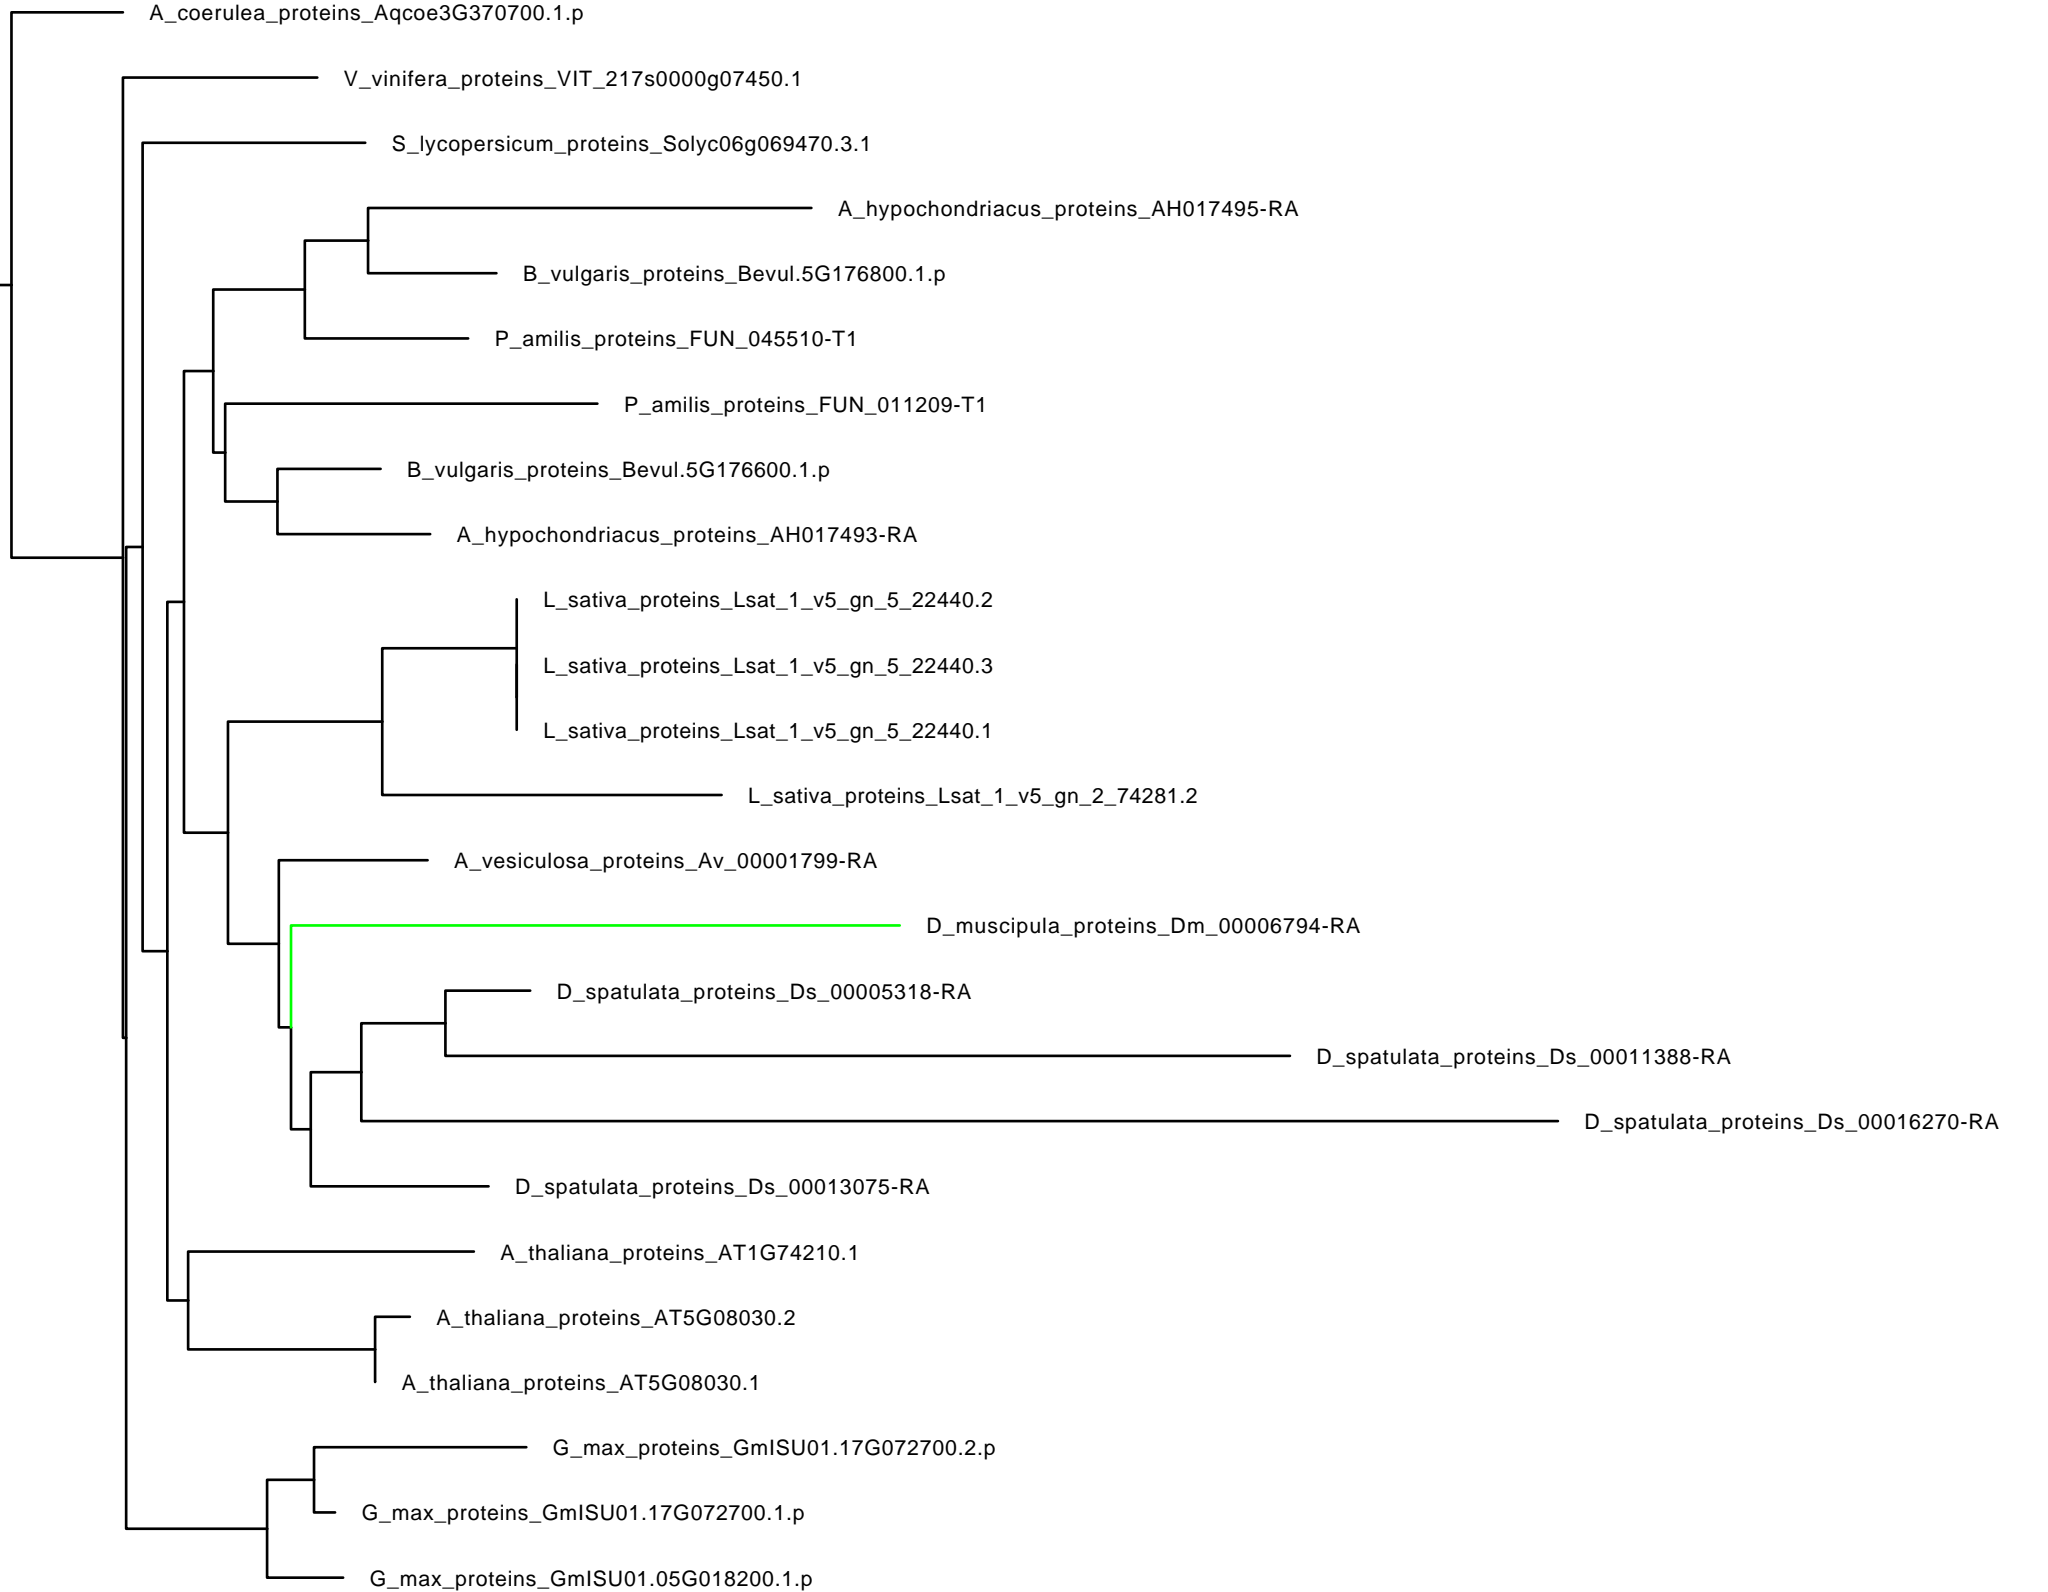 A_coerulea_proteins_Aqcoe3G370700.1.p
V_vinifera_proteins_VIT_217s0000g07450.1
S_lycopersicum_proteins_Solyc06g069470.3.1
A_hypochondriacus_proteins_AH017495-RA
B_vulgaris_proteins_Bevul.5G176800.1.p
P_amilis_proteins_FUN_045510-T1
P_amilis_proteins_FUN_011209-T1
B_vulgaris_proteins_Bevul.5G176600.1.p
A_hypochondriacus_proteins_AH017493-RA
L_sativa_proteins_Lsat_1_v5_gn_5_22440.2
L_sativa_proteins_Lsat_1_v5_gn_5_22440.3
L_sativa_proteins_Lsat_1_v5_gn_5_22440.1
L_sativa_proteins_Lsat_1_v5_gn_2_74281.2
A_vesiculosa_proteins_Av_00001799-RA
D_muscipula_proteins_Dm_00006794-RA
D_spatulata_proteins_Ds_00005318-RA
D_spatulata_proteins_Ds_00011388-RA
D_spatulata_proteins_Ds_00016270-RA
D_spatulata_proteins_Ds_00013075-RA
A_thaliana_proteins_AT1G74210.1
A_thaliana_proteins_AT5G08030.2
A_thaliana_proteins_AT5G08030.1
G_max_proteins_GmISU01.17G072700.2.p
G_max_proteins_GmISU01.17G072700.1.p
G_max_proteins_GmISU01.05G018200.1.p